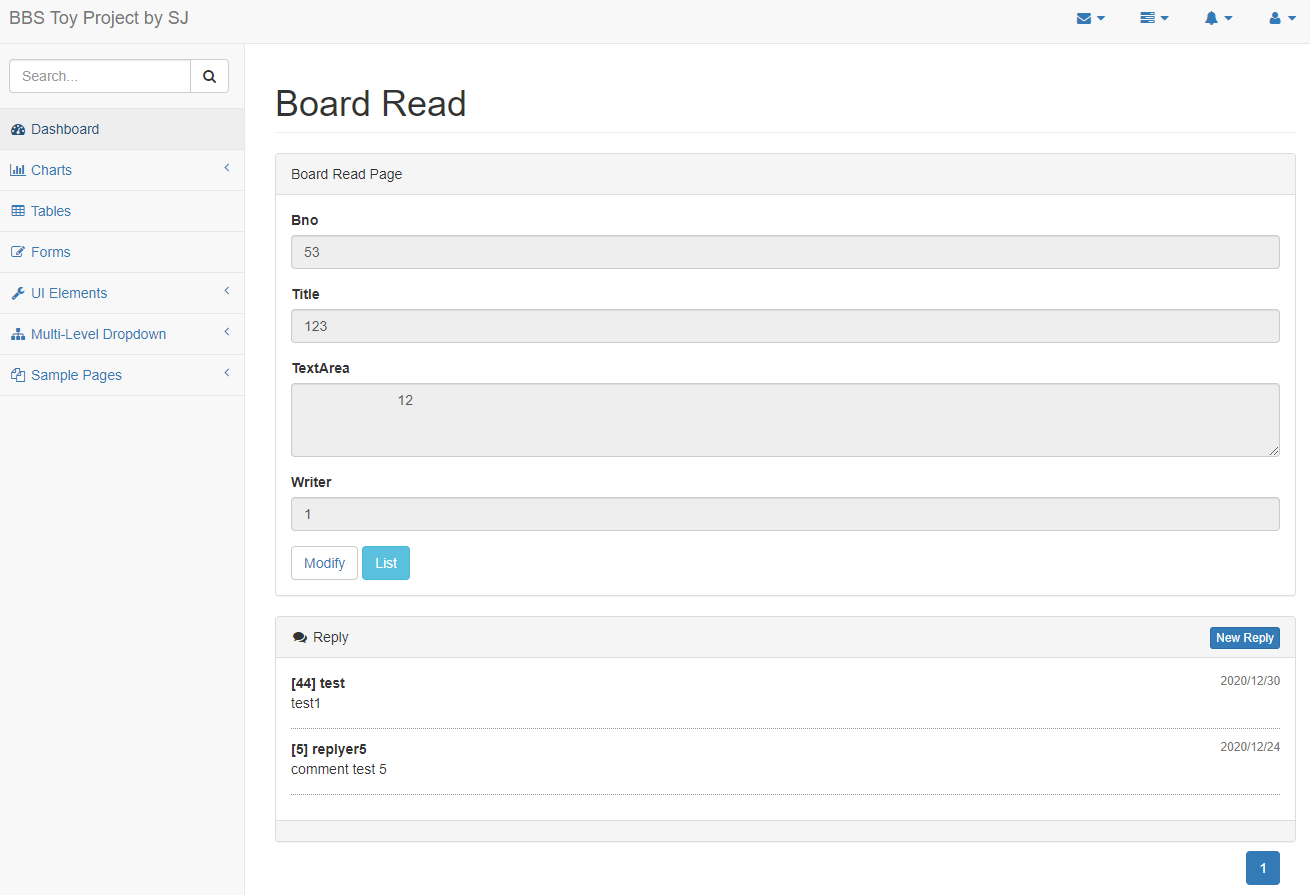 BBS Toy Project by SJ
Search...
Dashboard
Charts
Tables
Forms
UI Elements
Multi-Level Dropdown
Sample Pages
Board Read
Board Read Page
Bno
53
Title
123
TextArea
12
Writer
1
Modify List
Reply New Reply
[44] test 2020/12/30
test1
[5] replyer5 2020/12/24
comment test 5
1